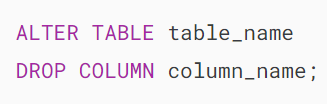 ALTER TABLE table_name
DROP COLUMN column_name;